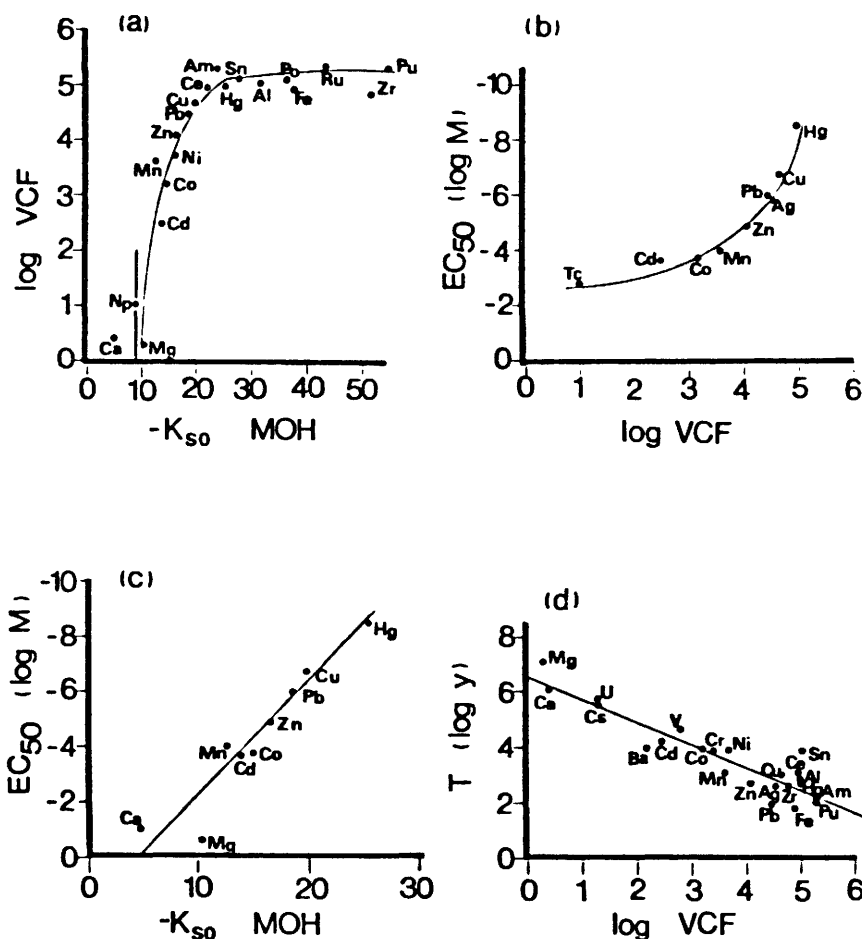 (a)
log VCF
6
5
4
3
2
1
0
Am
Sn
Po
Ru
Pu
Ce
Hg
Al
Fe
Zr
Cu
Pb
Zn
Ni
Mn
Co
Cd
Np
Ca
Mg
0 10 20 30 40 50
-Kso MOH
(b)
EC50 (log M)
-10
-8
-6
-4
-2
0
Hg
Cu
Pb
Ag
Zn
Mn
Co
Cd
Tc
0 1 2 3 4 5 6
log VCF
(c)
EC50 (log M)
-10
-8
-6
-4
-2
0
Hg
Cu
Pb
Zn
Mn
Co
Cd
Ca
Mg
0 10 20 30
-Kso MOH
(d)
T (log y)
8
6
4
2
0
Mg
Ca
U
Cs
V
Ba
Cd
Cr
Co
Ni
Sn
Mn
Cu
Al
Zn
Ag
Zr
Am
Pb
Fe
Pu
0 1 2 3 4 5 6
log VCF